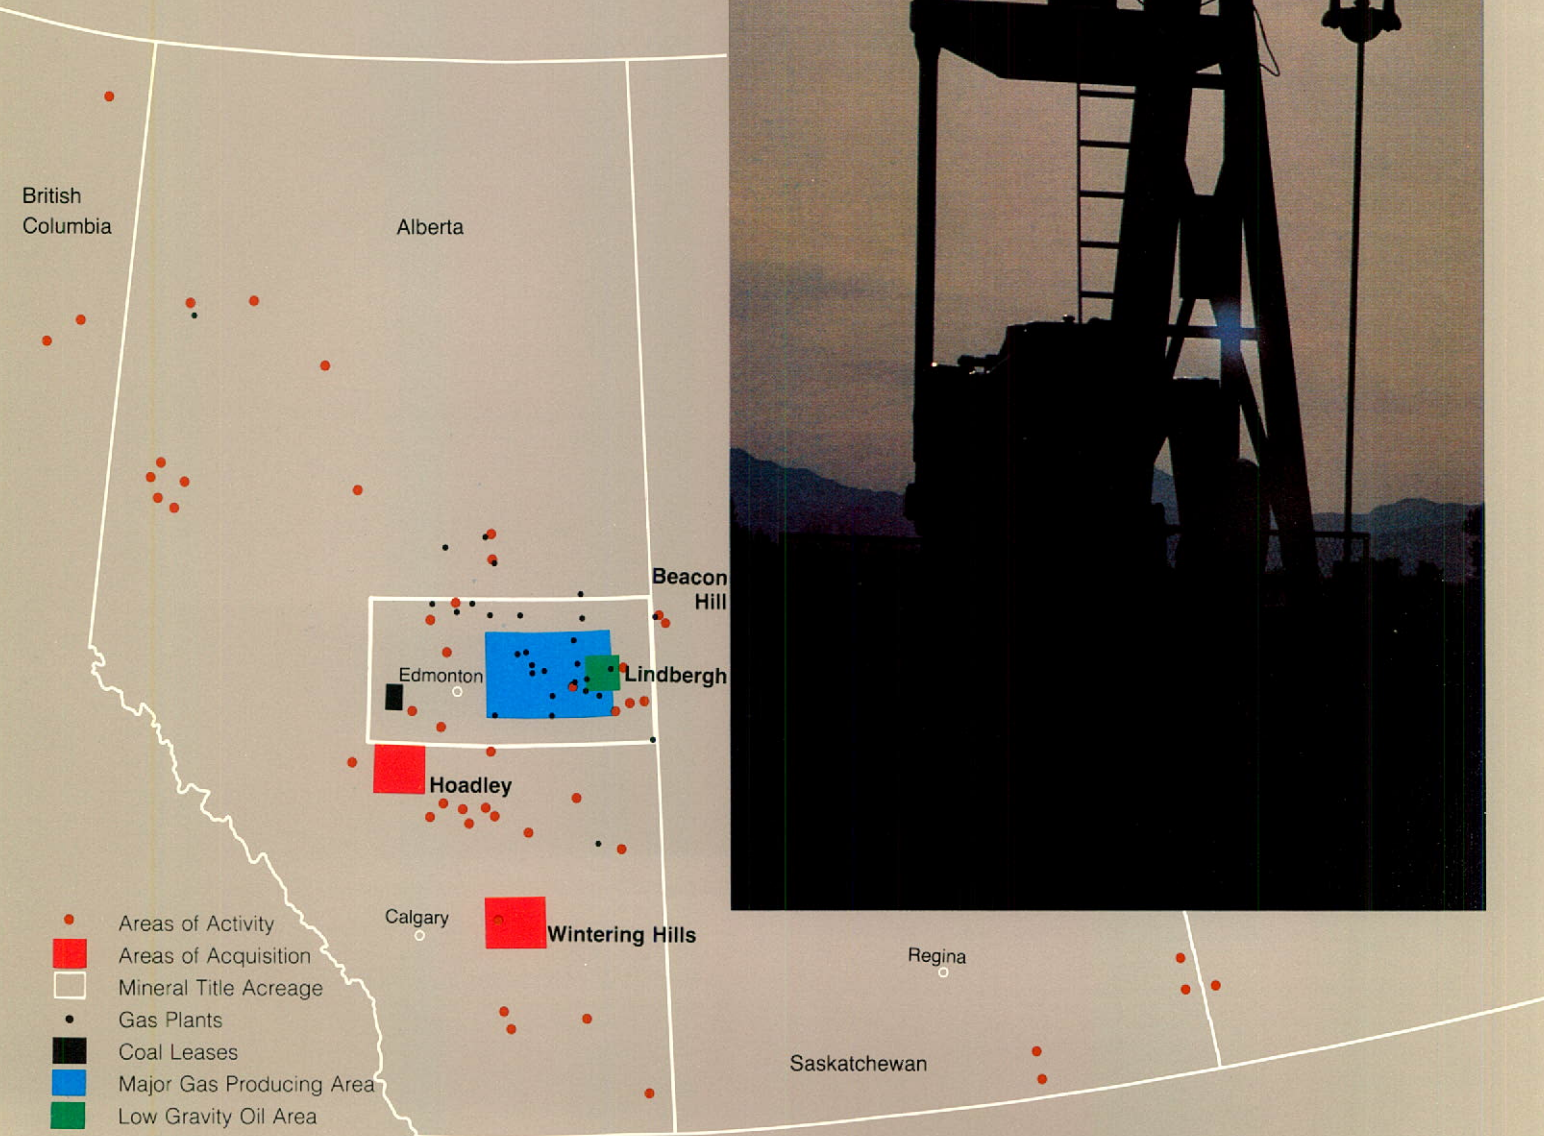 British
Columbia
Alberta
Beacon
Hill
Edmonton
Lindbergh
Hoadley
Calgary
Wintering Hills
Regina
Saskatchewan
Areas of Activity
Areas of Acquisition
Mineral Title Acreage
Gas Plants
Coal Leases
Major Gas Producing Area
Low Gravity Oil Area